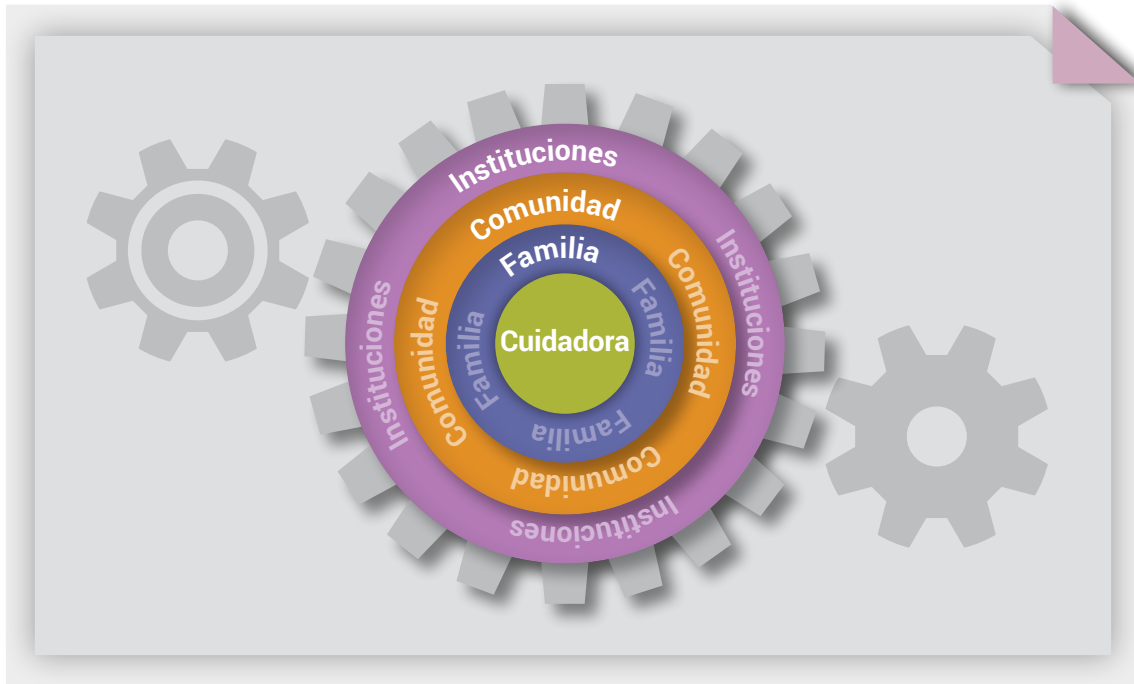 Instituciones
Comunidad
Familia
Cuidadora
Familia
Familia
Familia
Comunidad
Comunidad
Comunidad
Instituciones
Instituciones
Instituciones